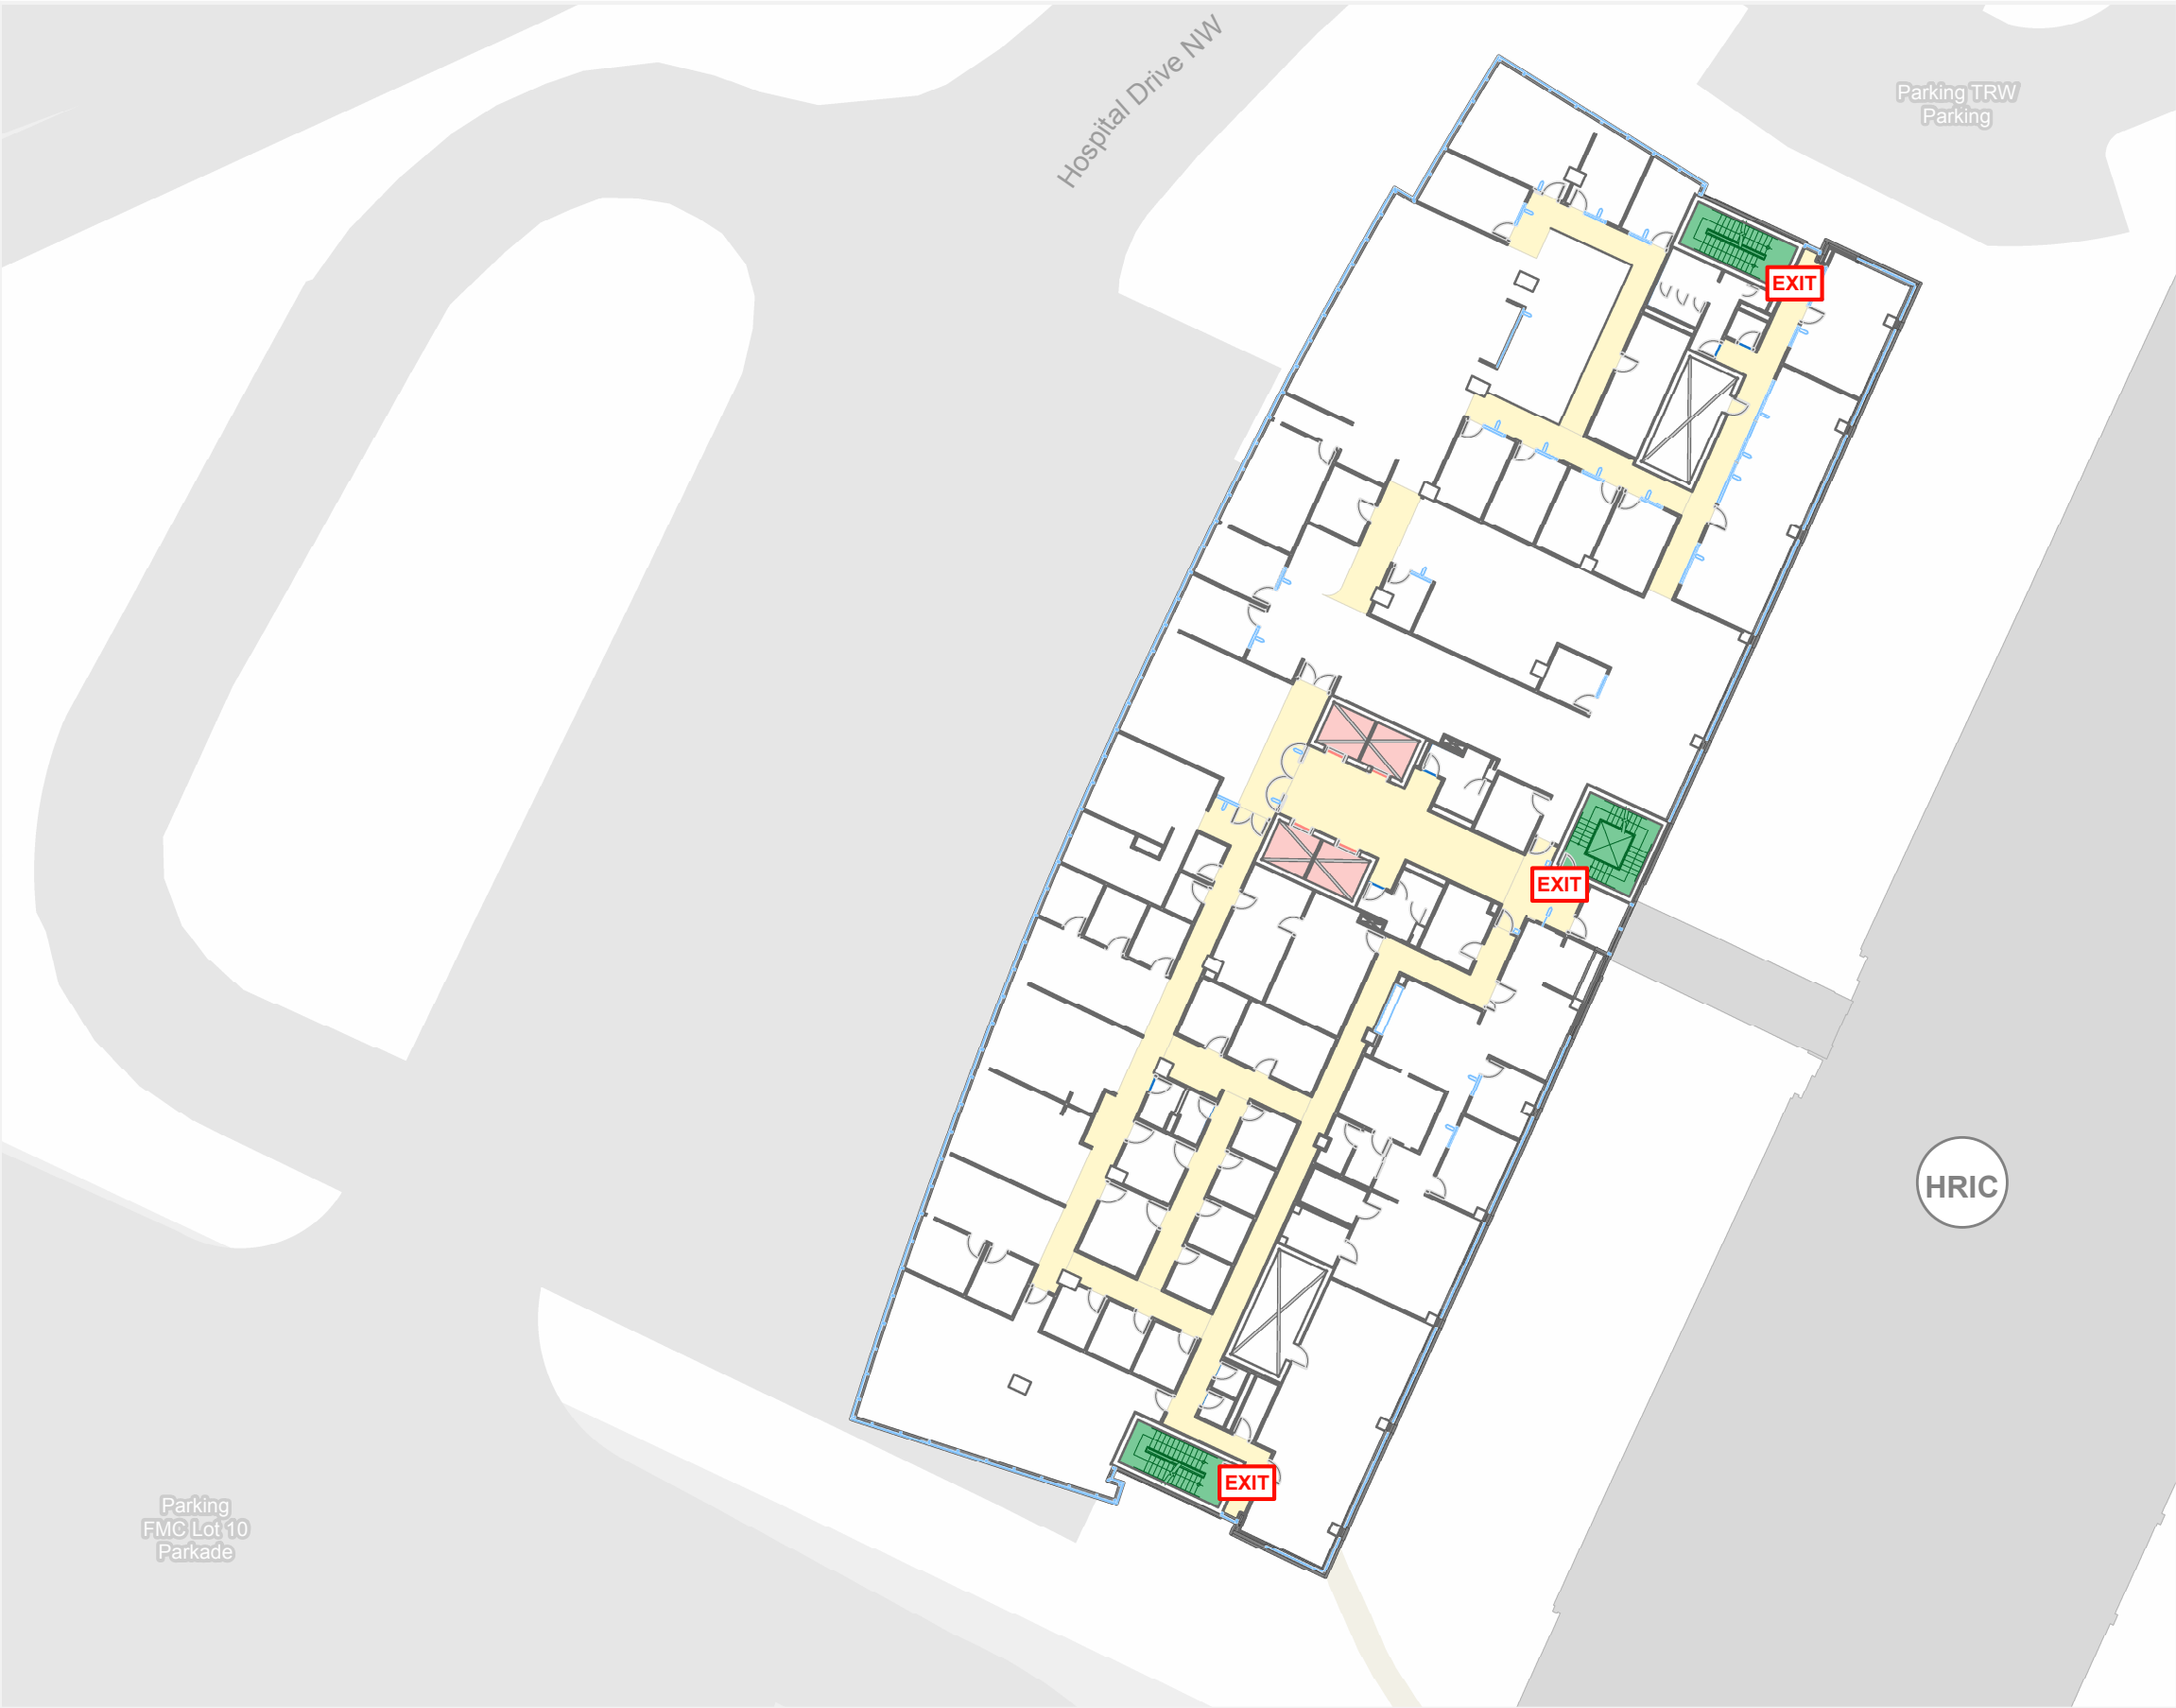 Hospital Drive NW
Parking TRW
Parking
EXIT
EXIT
HRIC
EXIT
Parking
FMC Lot 10
Parkade